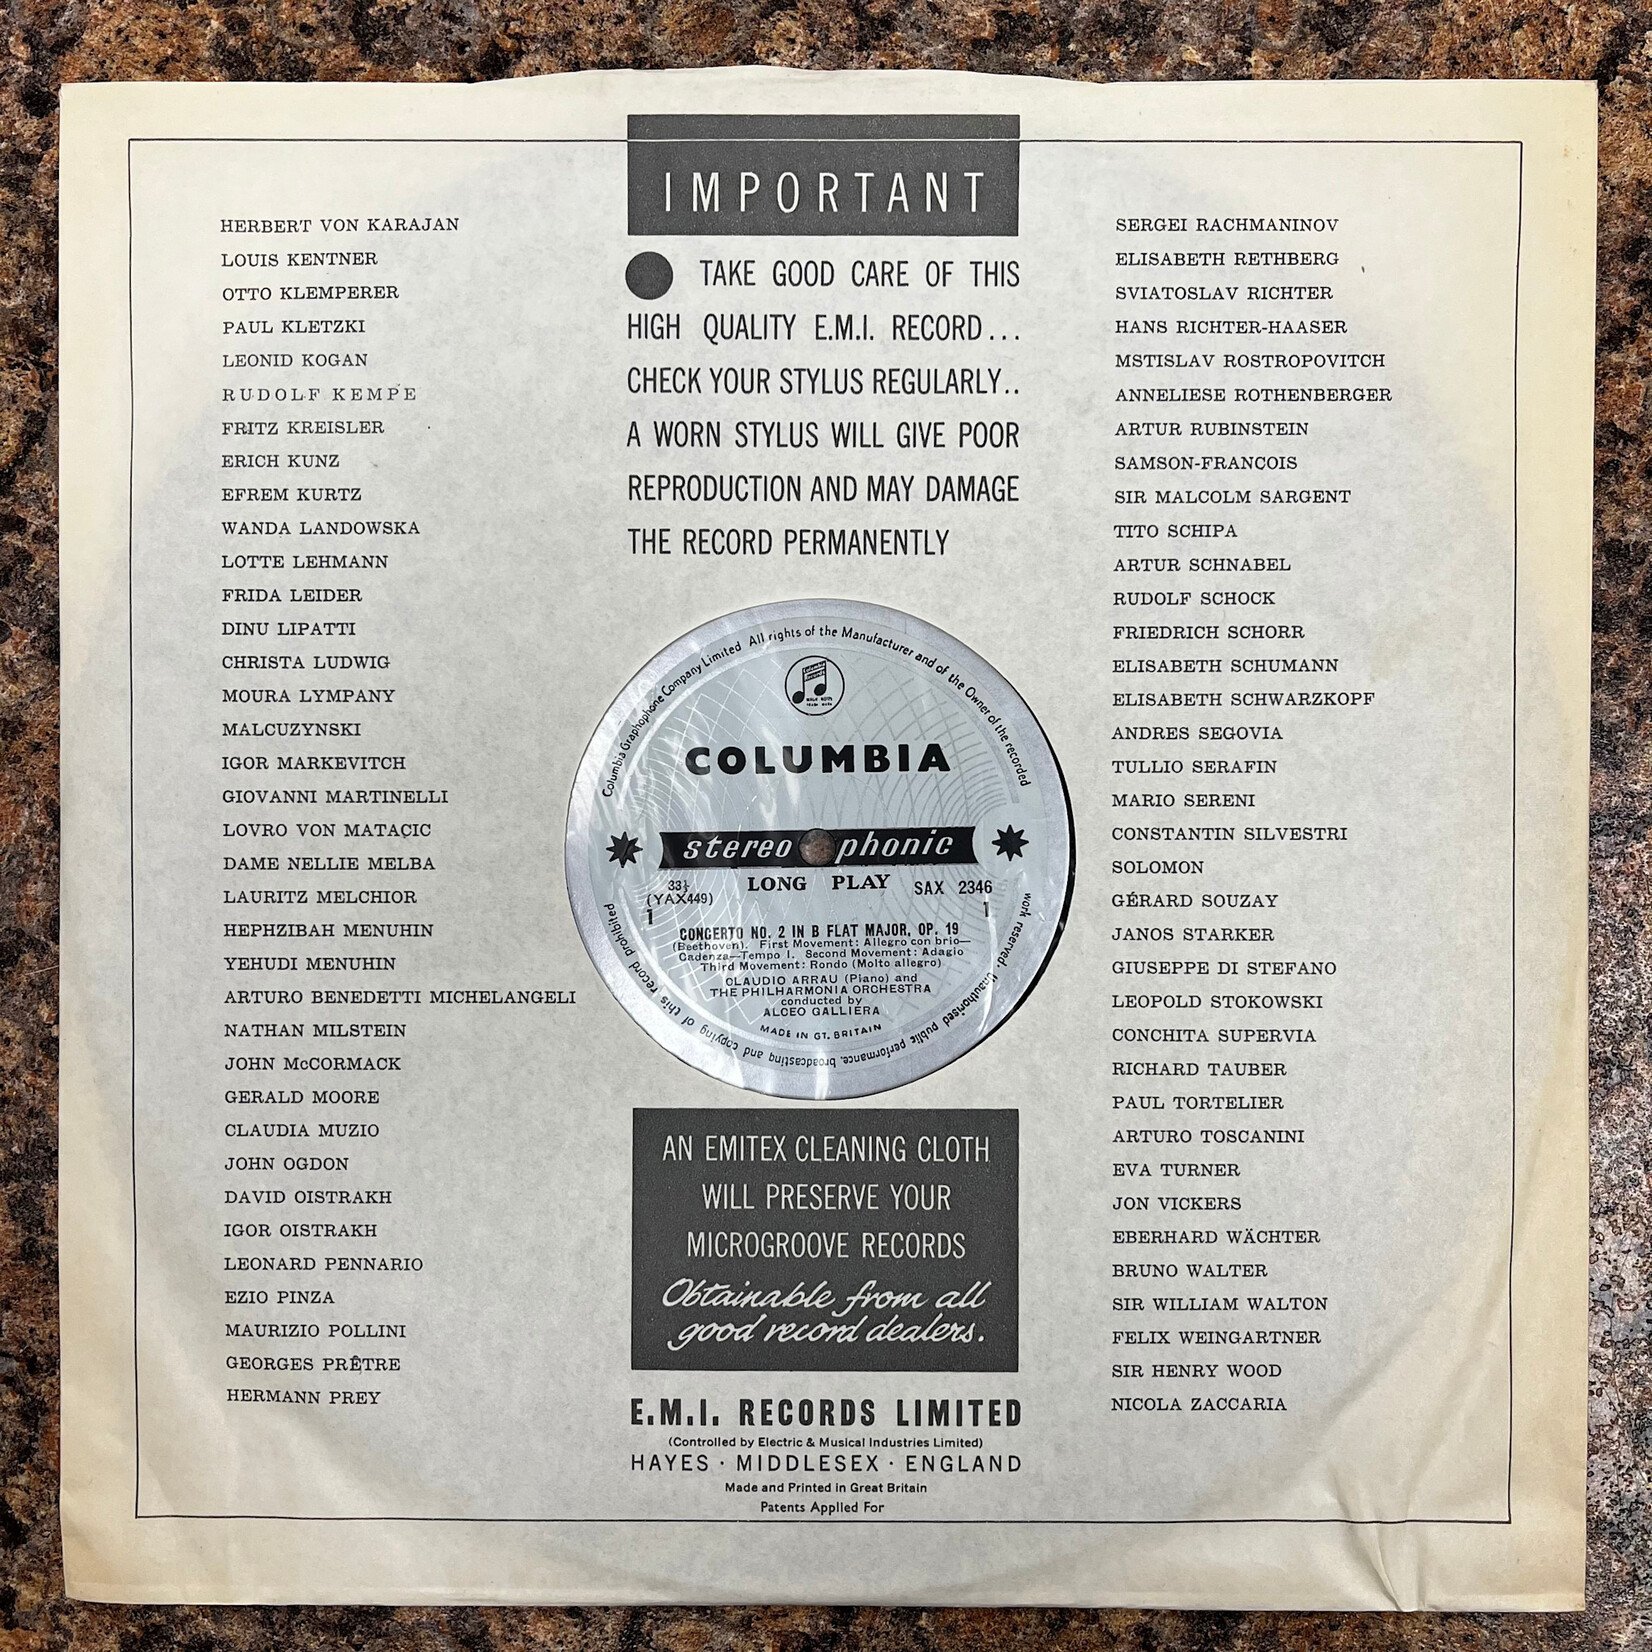 HERBERT VON KARAJAN
LOUIS KENTNER
OTTO KLEMPERER
PAUL KLETZKI
LEONID KOGAN
RUDOLF KEMPE
FRITZ KREISLER
ERICH KUNZ
EFREM KURTZ
WANDA LANDOWSKA
LOTTE LEHMANN
FRIDA LEIDER
DINU LIPATTI
CHRISTA LUDWIG
MOURA LYMPANY
MALCUZYNSKI
IGOR MARKEVITCH
GIOVANNI MARTINELLI
LOVRO VON MATAÇIC
DAME NELLIE MELBA
LAURITZ MELCHIOR
HEPHZIBAH MENUHIN
YEHUDI MENUHIN
ARTURO BENEDETTI MICHELANGELI
NATHAN MILSTEIN
JOHN McCORMACK
GERALD MOORE
CLAUDIA MUZIO
JOHN OGDON
DAVID OISTRAKH
IGOR OISTRAKH
LEONARD PENNARIO
EZIO PINZA
MAURIZIO POLLINI
GEORGES PRÊTRE
HERMANN PREY
IMPORTANT
TAKE GOOD CARE OF THIS
HIGH QUALITY E.M.I. RECORD...
CHECK YOUR STYLUS REGULARLY..
A WORN STYLUS WILL GIVE POOR
REPRODUCTION AND MAY DAMAGE
THE RECORD PERMANENTLY
Columbia Graphophone Company Limited All rights of the Manufacturer and of the Owner of the recorded work reserved. Unauthorised public performance, broadcasting and copying of this record prohibited
COLUMBIA
stereophonic
LONG PLAY
33⅓
(YAX449)
1
SAX 2346
1
CONCERTO NO. 2 IN B FLAT MAJOR, OP. 19
(Beethoven). First Movement: Allegro con brio—
Cadenza—Tempo I. Second Movement: Adagio
Third Movement: Rondo (Molto allegro)
CLAUDIO ARRAU (Piano) and
THE PHILHARMONIA ORCHESTRA
conducted by
ALCEO GALLIERA
MADE IN GT. BRITAIN
AN EMITEX CLEANING CLOTH
WILL PRESERVE YOUR
MICROGROOVE RECORDS
Obtainable from all
good record dealers.
E.M.I. RECORDS LIMITED
(Controlled by Electric & Musical Industries Limited)
HAYES · MIDDLESEX · ENGLAND
Made and Printed in Great Britain
Patents Applied For
SERGEI RACHMANINOV
ELISABETH RETHBERG
SVIATOSLAV RICHTER
HANS RICHTER-HAASER
MSTISLAV ROSTROPOVITCH
ANNELIESE ROTHENBERGER
ARTUR RUBINSTEIN
SAMSON-FRANCOIS
SIR MALCOLM SARGENT
TITO SCHIPA
ARTUR SCHNABEL
RUDOLF SCHOCK
FRIEDRICH SCHORR
ELISABETH SCHUMANN
ELISABETH SCHWARZKOPF
ANDRES SEGOVIA
TULLIO SERAFIN
MARIO SERENI
CONSTANTIN SILVESTRI
SOLOMON
GÉRARD SOUZAY
JANOS STARKER
GIUSEPPE DI STEFANO
LEOPOLD STOKOWSKI
CONCHITA SUPERVIA
RICHARD TAUBER
PAUL TORTELIER
ARTURO TOSCANINI
EVA TURNER
JON VICKERS
EBERHARD WÄCHTER
BRUNO WALTER
SIR WILLIAM WALTON
FELIX WEINGARTNER
SIR HENRY WOOD
NICOLA ZACCARIA